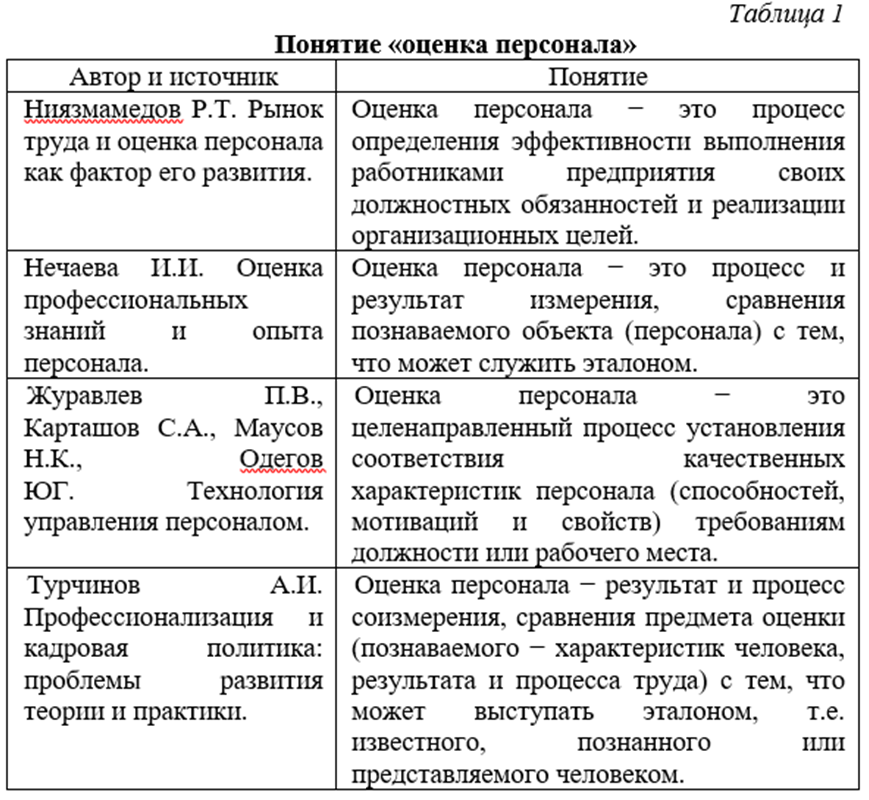 Таблица 1
Понятие «оценка персонала»
Автор и источник
Понятие
Ниязмамедов Р.Т. Рынок
труда и оценка персонала
как фактор его развития.
Оценка персонала − это процесс
определения эффективности выполнения
работниками предприятия своих
должностных обязанностей и реализации
организационных целей.
Нечаева И.И. Оценка
профессиональных
знаний и опыта
персонала.
Оценка персонала − это процесс и
результат измерения, сравнения
познаваемого объекта (персонала) с тем,
что может служить эталоном.
Журавлев П.В.,
Карташов С.А., Маусов
Н.К., Одегов
ЮГ. Технология
управления персоналом.
Оценка персонала − это
целенаправленный процесс установления
соответствия качественных
характеристик персонала (способностей,
мотиваций и свойств) требованиям
должности или рабочего места.
Турчинов А.И.
Профессионализация и
кадровая политика:
проблемы развития
теории и практики.
Оценка персонала − результат и процесс
соизмерения, сравнения предмета оценки
(познаваемого − характеристик человека,
результата и процесса труда) с тем, что
может выступать эталоном, т.е.
известного, познанного или
представляемого человеком.